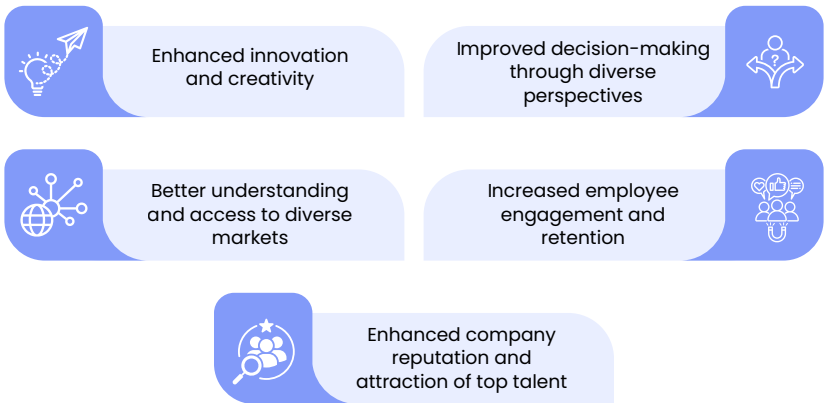 Enhanced innovation
and creativity
Improved decision-making
through diverse
perspectives
Better understanding
and access to diverse
markets
Increased employee
engagement and
retention
Enhanced company
reputation and
attraction of top talent
?